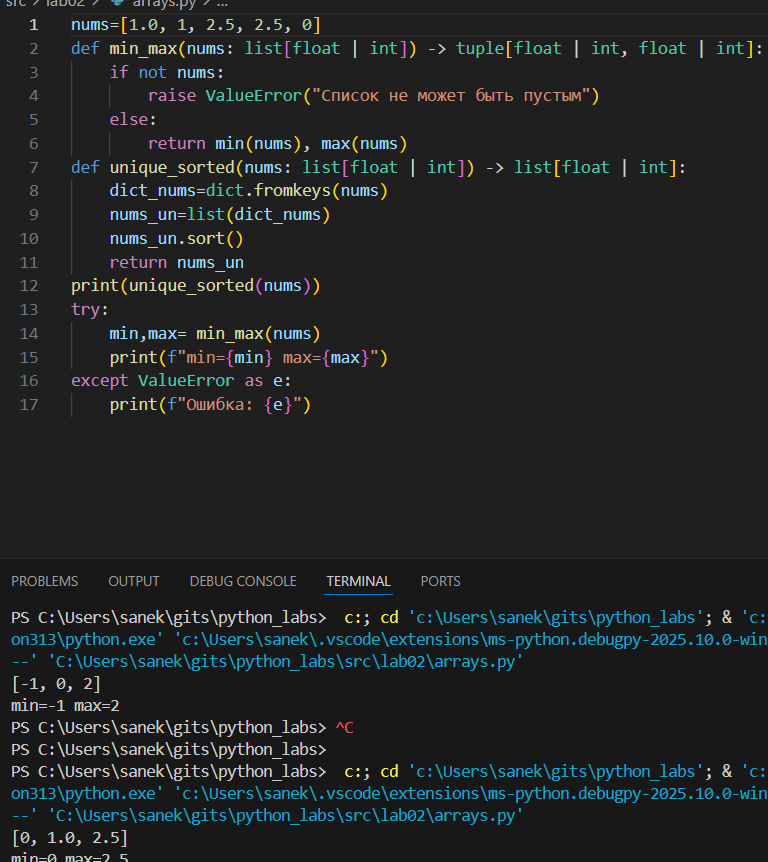 src > lab02 > arrays.py > ...
1 nums=[1.0, 1, 2.5, 2.5, 0]
2 def min_max(nums: list[float | int]) -> tuple[float | int, float | int]:
3     if not nums:
4         raise ValueError("Список не может быть пустым")
5     else:
6         return min(nums), max(nums)
7 def unique_sorted(nums: list[float | int]) -> list[float | int]:
8     dict_nums=dict.fromkeys(nums)
9     nums_un=list(dict_nums)
10     nums_un.sort()
11     return nums_un
12 print(unique_sorted(nums))
13 try:
14     min,max= min_max(nums)
15     print(f"min={min} max={max}")
16 except ValueError as e:
17     print(f"Ошибка: {e}")
PROBLEMS OUTPUT DEBUG CONSOLE TERMINAL PORTS
PS C:\Users\sanek\gits\python_labs>  c:; cd 'c:\Users\sanek\gits\python_labs'; & 'c:
on313\python.exe' 'c:\Users\sanek\.vscode\extensions\ms-python.debugpy-2025.10.0-win
--' 'C:\Users\sanek\gits\python_labs\src\lab02\arrays.py'
[-1, 0, 2]
min=-1 max=2
PS C:\Users\sanek\gits\python_labs> ^C
PS C:\Users\sanek\gits\python_labs>
PS C:\Users\sanek\gits\python_labs>  c:; cd 'c:\Users\sanek\gits\python_labs'; & 'c:
on313\python.exe' 'c:\Users\sanek\.vscode\extensions\ms-python.debugpy-2025.10.0-win
--' 'C:\Users\sanek\gits\python_labs\src\lab02\arrays.py'
[0, 1.0, 2.5]
min=0 max=2.5